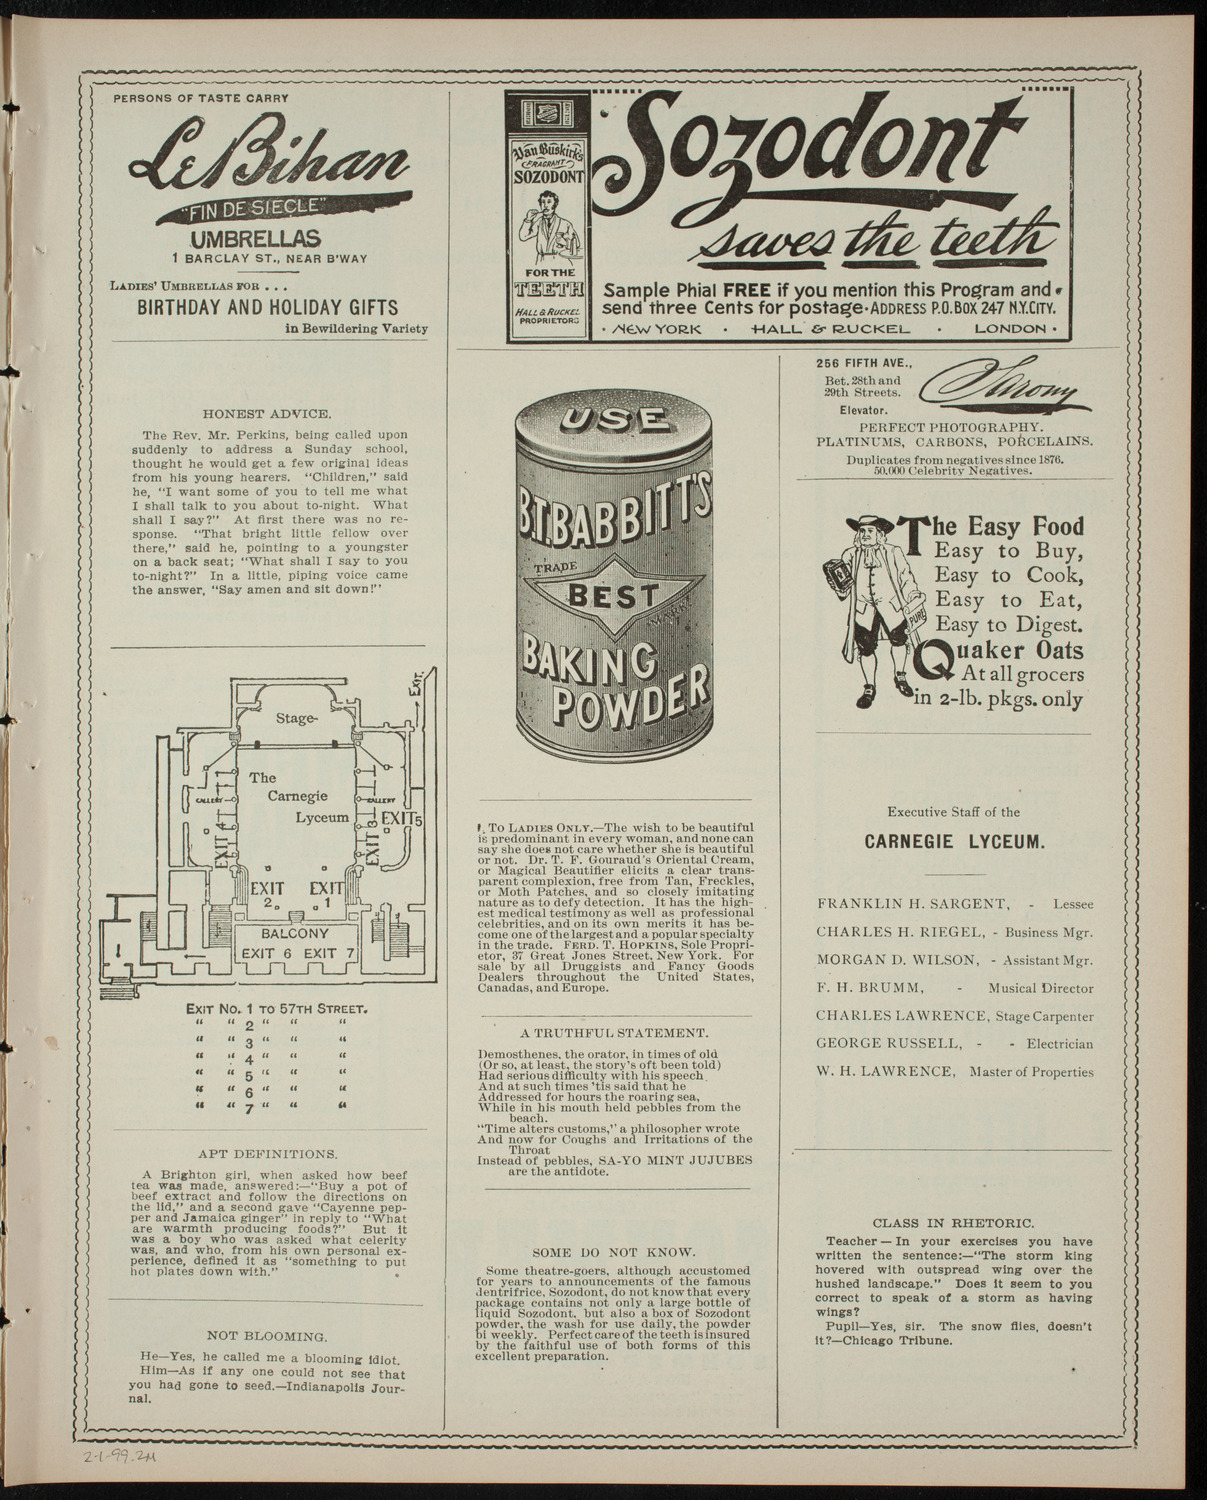 PERSONS OF TASTE CARRY
Le Bihan
"FIN DE SIECLE"
UMBRELLAS
1 BARCLAY ST., NEAR B'WAY
LADIES' UMBRELLAS FOR . . .
BIRTHDAY AND HOLIDAY GIFTS
in Bewildering Variety
HONEST ADVICE.
The Rev. Mr. Perkins, being called upon
suddenly to address a Sunday school,
thought he would get a few original ideas
from his young hearers. "Children," said
he, "I want some of you to tell me what
I shall talk to you about to-night. What
shall I say?" At first there was no re-
sponse. "That bright little fellow over
there," said he, pointing to a youngster
on a back seat; "What shall I say to you
to-night?" In a little, piping voice came
the answer, "Say amen and sit down!"
EXIT
Stage-
The
Carnegie
Lyceum
GALLERY
GALLERY
EXIT 4
EXIT 3
EXIT 5
EXIT 2.
EXIT 1
BALCONY
EXIT 6 EXIT 7
EXIT NO. 1 TO 57TH STREET.
" " 2 " " "
" " 3 " " "
" " 4 " " "
" " 5 " " "
" " 6 " " "
" " 7 " " "
APT DEFINITIONS.
A Brighton girl, when asked how beef
tea was made, answered:—"Buy a pot of
beef extract and follow the directions on
the lid," and a second gave "Cayenne pep-
per and Jamaica ginger" in reply to "What
are warmth producing foods?" But it
was a boy who was asked what celerity
was, and who, from his own personal ex-
perience, defined it as "something to put
hot plates down with."
NOT BLOOMING.
He—Yes, he called me a blooming idiot.
Him—As if any one could not see that
you had gone to seed.—Indianapolis Jour-
nal.
Van Buskirk's
FRAGRANT
SOZODONT
FOR THE
TEETH
HALL & RUCKEL
PROPRIETORS
Sozodont
saves the teeth
Sample Phial FREE if you mention this Program and
send three Cents for postage· ADDRESS P.O. BOX 247 N.Y.CITY.
· NEW YORK · HALL & RUCKEL · LONDON ·
USE
B.T. BABBITT'S
TRADE
BEST
MARK
BAKING
POWDER
TO LADIES ONLY.—The wish to be beautiful
is predominant in every woman, and none can
say she does not care whether she is beautiful
or not. Dr. T. F. Gouraud's Oriental Cream,
or Magical Beautifier elicits a clear trans-
parent complexion, free from Tan, Freckles,
or Moth Patches, and so closely imitating
nature as to defy detection. It has the high-
est medical testimony as well as professional
celebrities, and on its own merits it has be-
come one of the largest and a popular specialty
in the trade. FERD. T. HOPKINS, Sole Propri-
etor, 37 Great Jones Street, New York. For
sale by all Druggists and Fancy Goods
Dealers throughout the United States,
Canadas, and Europe.
A TRUTHFUL STATEMENT.
Demosthenes, the orator, in times of old
(Or so, at least, the story's oft been told)
Had serious difficulty with his speech
And at such times 'tis said that he
Addressed for hours the roaring sea,
While in his mouth held pebbles from the
beach.
"Time alters customs," a philosopher wrote
And now for Coughs and Irritations of the
Throat
Instead of pebbles, SA-YO MINT JUJUBES
are the antidote.
SOME DO NOT KNOW.
Some theatre-goers, although accustomed
for years to announcements of the famous
dentrifrice, Sozodont, do not know that every
package contains not only a large bottle of
liquid Sozodont, but also a box of Sozodont
powder, the wash for use daily, the powder
bi weekly. Perfect care of the teeth is insured
by the faithful use of both forms of this
excellent preparation.
256 FIFTH AVE.,
Bet. 28th and
29th Streets.
Elevator.
Sarony
PERFECT PHOTOGRAPHY.
PLATINUMS, CARBONS, PORCELAINS.
Duplicates from negatives since 1876.
50,000 Celebrity Negatives.
PURE
The Easy Food
Easy to Buy,
Easy to Cook,
Easy to Eat,
Easy to Digest.
Quaker Oats
At all grocers
in 2-lb. pkgs. only
Executive Staff of the
CARNEGIE LYCEUM.
FRANKLIN H. SARGENT, - Lessee
CHARLES H. RIEGEL, - Business Mgr.
MORGAN D. WILSON, - Assistant Mgr.
F. H. BRUMM, - Musical Director
CHARLES LAWRENCE, Stage Carpenter
GEORGE RUSSELL, - - Electrician
W. H. LAWRENCE, Master of Properties
CLASS IN RHETORIC.
Teacher — In your exercises you have
written the sentence:—"The storm king
hovered with outspread wing over the
hushed landscape." Does it seem to you
correct to speak of a storm as having
wings?
Pupil—Yes, sir. The snow flies, doesn't
it?—Chicago Tribune.
2-1-99.2M